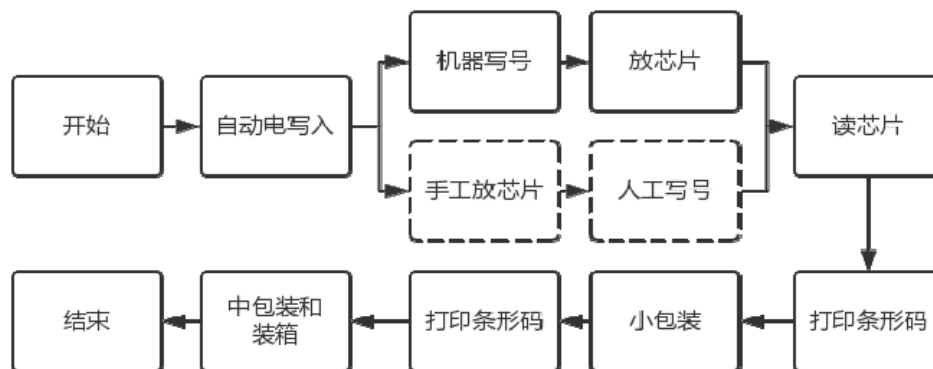 开始
自动电写入
机器写号
放芯片
手工放芯片
人工写号
读芯片
打印条形码
小包装
打印条形码
中包装和
装箱
结束